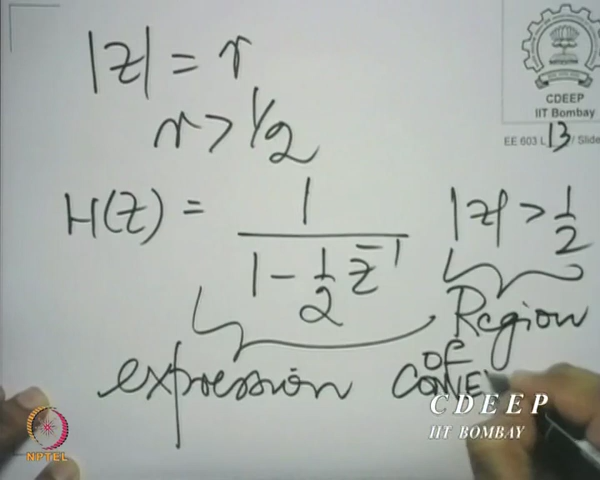 |z| = r
r > 1/2
H(z) = 1 / (1 - 1/2 z^-1) |z| > 1/2
Region
of
expression CONVE
CDEEP
IIT Bombay
EE 603 L 13 / Slide
CDEEP
IIT BOMBAY
NPTEL